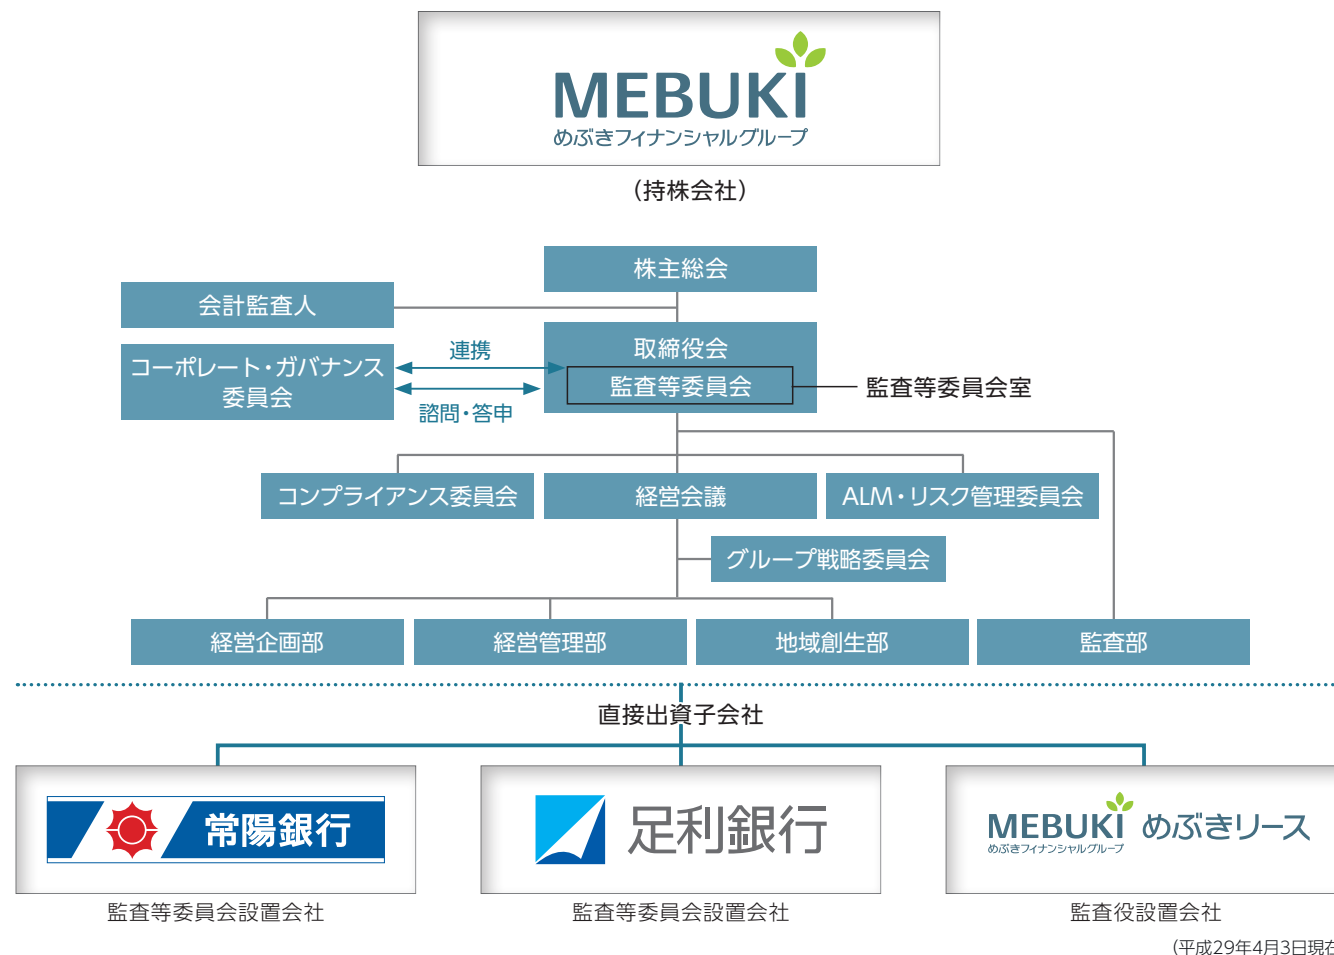 MEBUKI
めぶきフィナンシャルグループ
（持株会社）
株主総会
会計監査人
取締役会
コーポレート・ガバナンス
委員会
連携
監査等委員会
監査等委員会室
諮問・答申
コンプライアンス委員会
経営会議
ALM・リスク管理委員会
グループ戦略委員会
経営企画部
経営管理部
地域創生部
監査部
直接出資子会社
常陽銀行
足利銀行
MEBUKI めぶきリース
めぶきフィナンシャルグループ
監査等委員会設置会社
監査等委員会設置会社
監査役設置会社
（平成29年4月3日現在